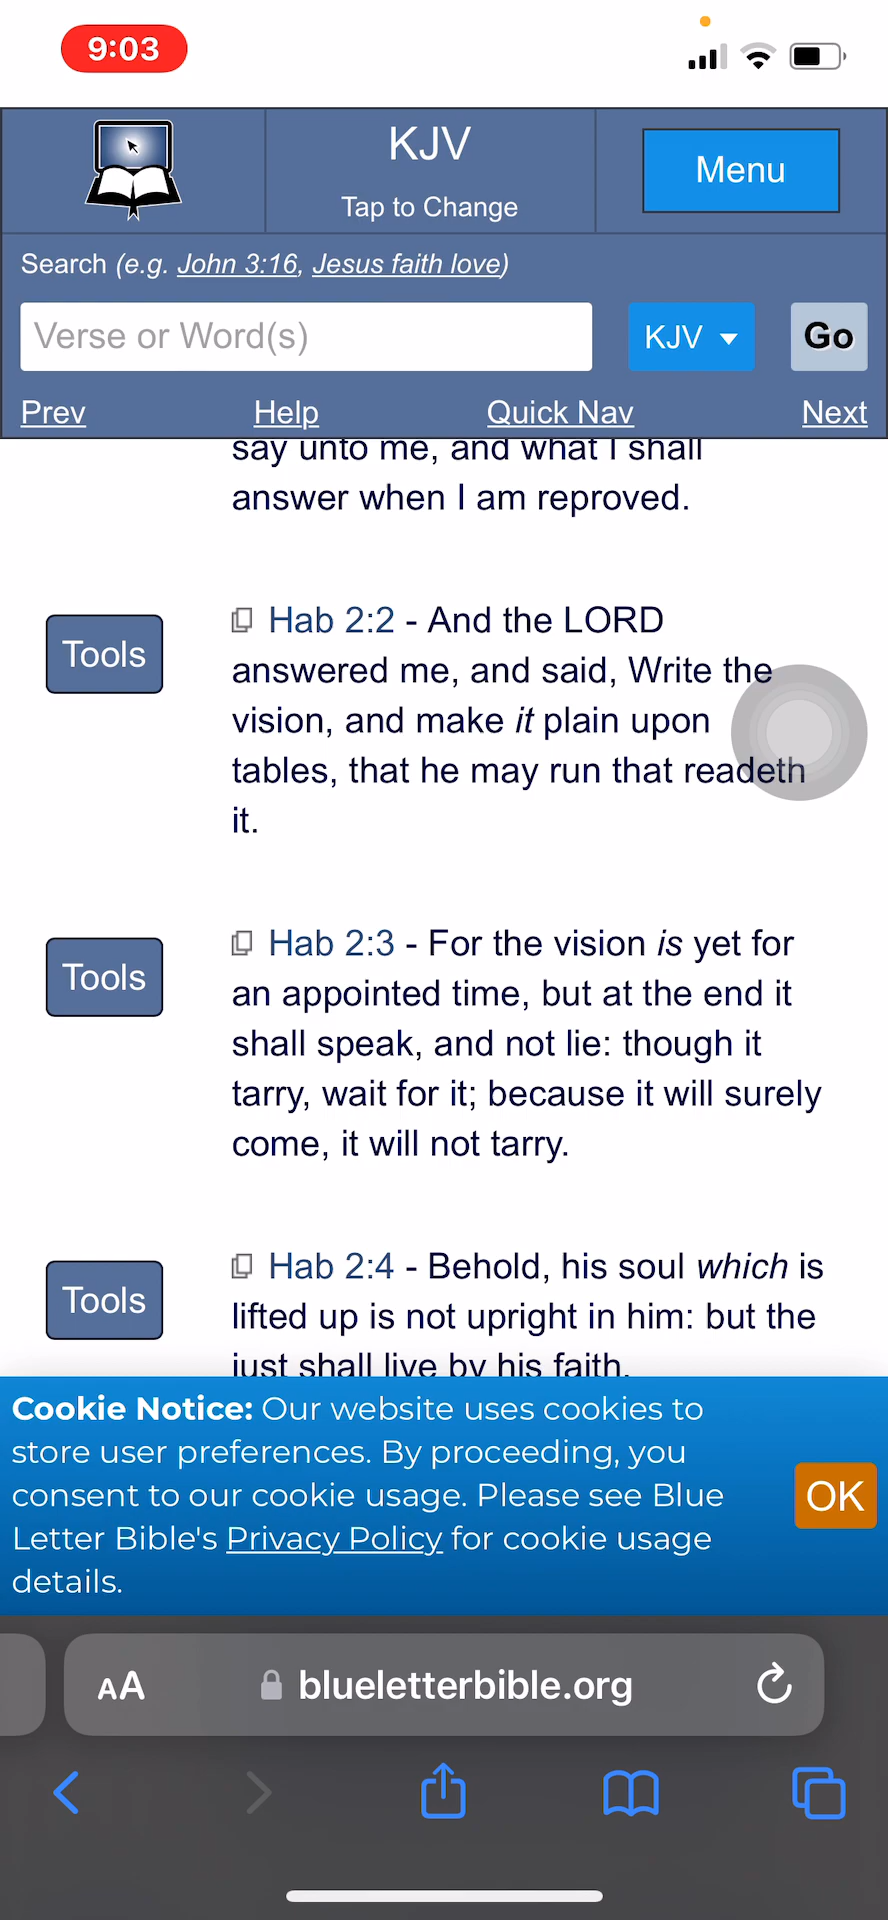 9:03
KJV
Tap to Change
Menu
Search (e.g. John 3:16, Jesus faith love)
Verse or Word(s)
KJV
Go
Prev Help Quick Nav Next
say unto me, and what I shall
answer when I am reproved.
Tools
Hab 2:2 - And the LORD
answered me, and said, Write the
vision, and make it plain upon
tables, that he may run that readeth
it.
Tools
Hab 2:3 - For the vision is yet for
an appointed time, but at the end it
shall speak, and not lie: though it
tarry, wait for it; because it will surely
come, it will not tarry.
Tools
Hab 2:4 - Behold, his soul which is
lifted up is not upright in him: but the
just shall live by his faith.
Cookie Notice: Our website uses cookies to
store user preferences. By proceeding, you
consent to our cookie usage. Please see Blue
Letter Bible's Privacy Policy for cookie usage
details.
OK
AA
blueletterbible.org